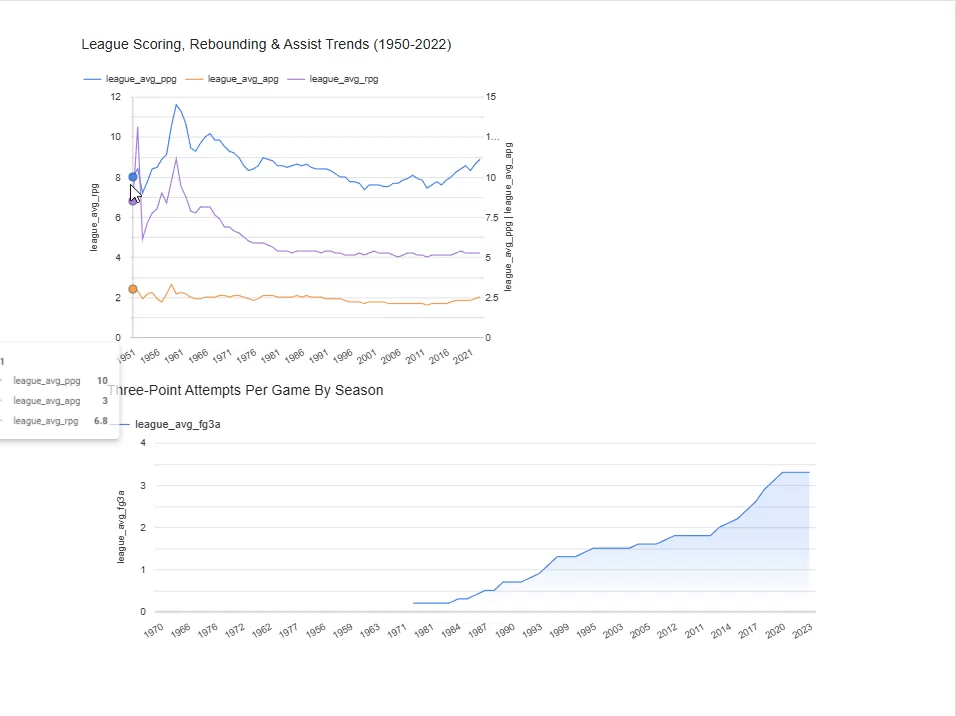 League Scoring, Rebounding & Assist Trends (1950-2022)
league_avg_ppg league_avg_apg league_avg_rpg
12 15
10 1...
8 10
6 7.5
4 5
2 2.5
0 0
league_avg_rpg
league_avg_ppg | league_avg_apg
1951 1956 1961 1966 1971 1976 1981 1986 1991 1996 2001 2006 2011 2016 2021
1
league_avg_ppg 10
league_avg_apg 3
league_avg_rpg 6.8
Three-Point Attempts Per Game By Season
league_avg_fg3a
4
3
2
1
0
league_avg_fg3a
1970 1966 1976 1972 1962 1977 1956 1959 1963 1971 1981 1984 1987 1990 1993 1999 1995 2003 2005 2012 2011 2014 2017 2020 2023